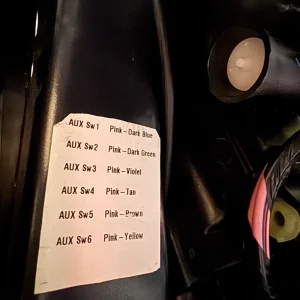 AUX Sw1 Pink-Dark Blue
AUX Sw2 Pink-Dark Green
AUX Sw3 Pink-Violet
AUX Sw4 Pink-Tan
AUX Sw5 Pink-Brown
AUX Sw6 Pink-Yellow